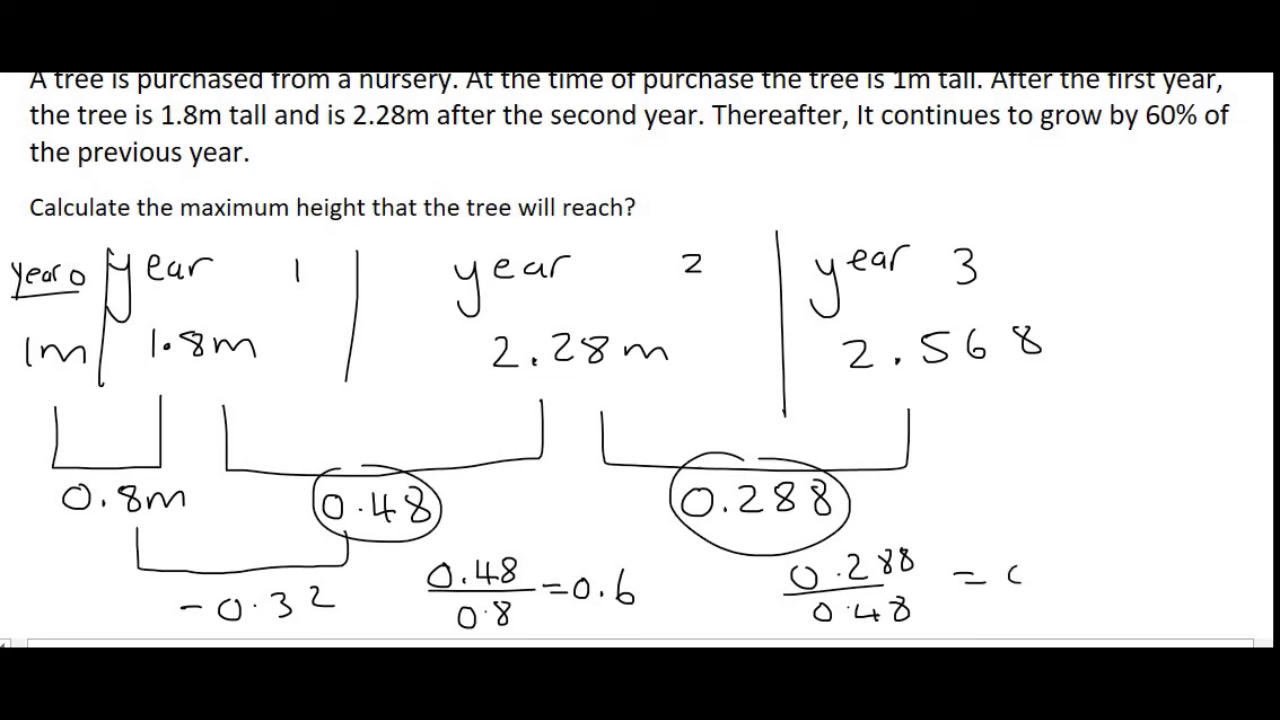 A tree is purchased from a nursery. At the time of purchase the tree is 1m tall. After the first year,
the tree is 1.8m tall and is 2.28m after the second year. Thereafter, It continues to grow by 60% of
the previous year.
Calculate the maximum height that the tree will reach?
year 0 year 1 year 2 year 3
1m 1.8m 2.28m 2.568
0.8m 0.48 0.288
-0.32
0.48 / 0.8 = 0.6
0.288 / 0.48 =